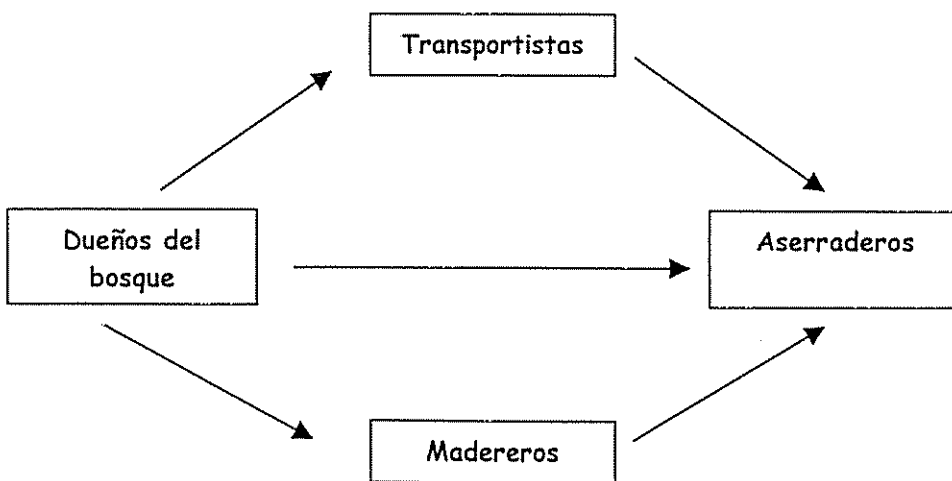 Transportistas
Dueños del
bosque
Aserraderos
Madereros